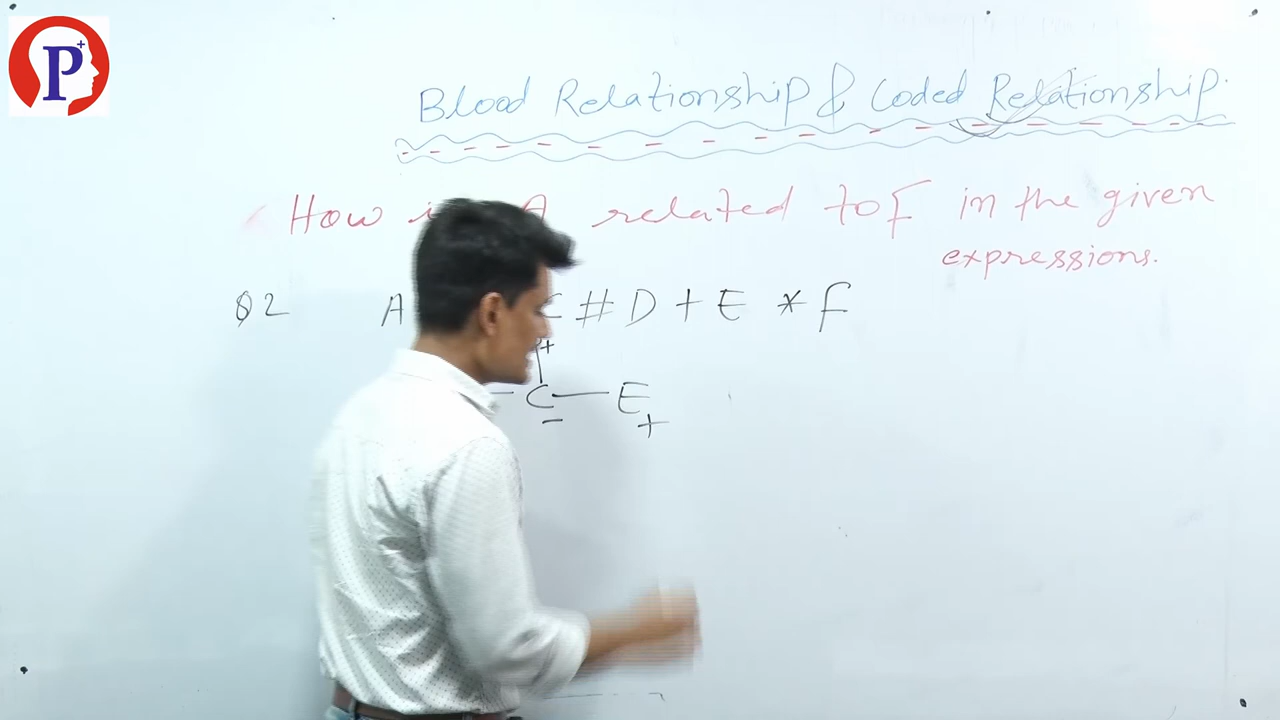 P+
Blood Relationship & Coded Relationship.
How A related to F in the given
expressions.
Q2 A C # D + E * F
+
C — E
— +